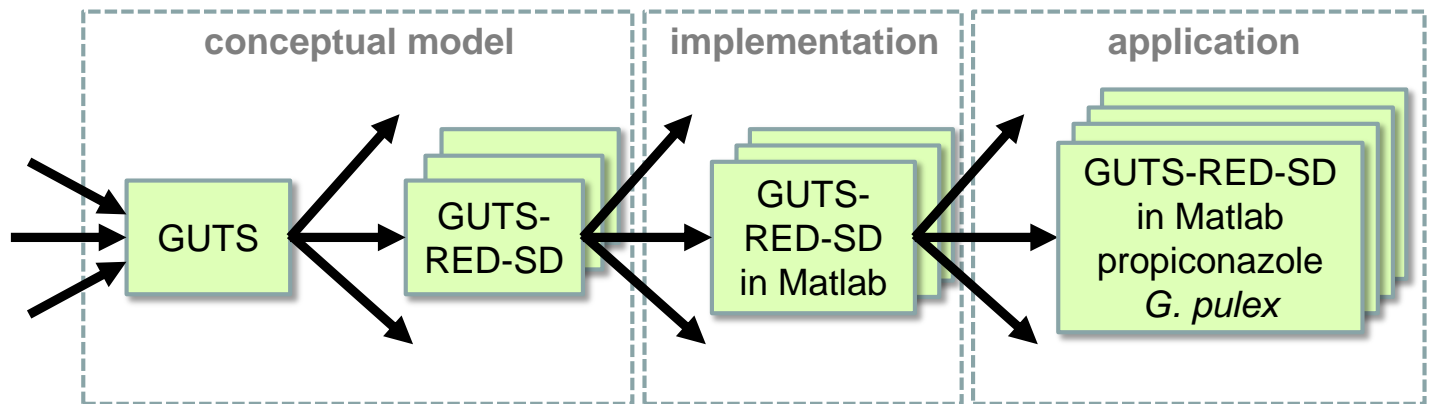 conceptual model
implementation
application
GUTS
GUTS-
RED-SD
GUTS-
RED-SD
in Matlab
GUTS-RED-SD
in Matlab
propiconazole
G. pulex